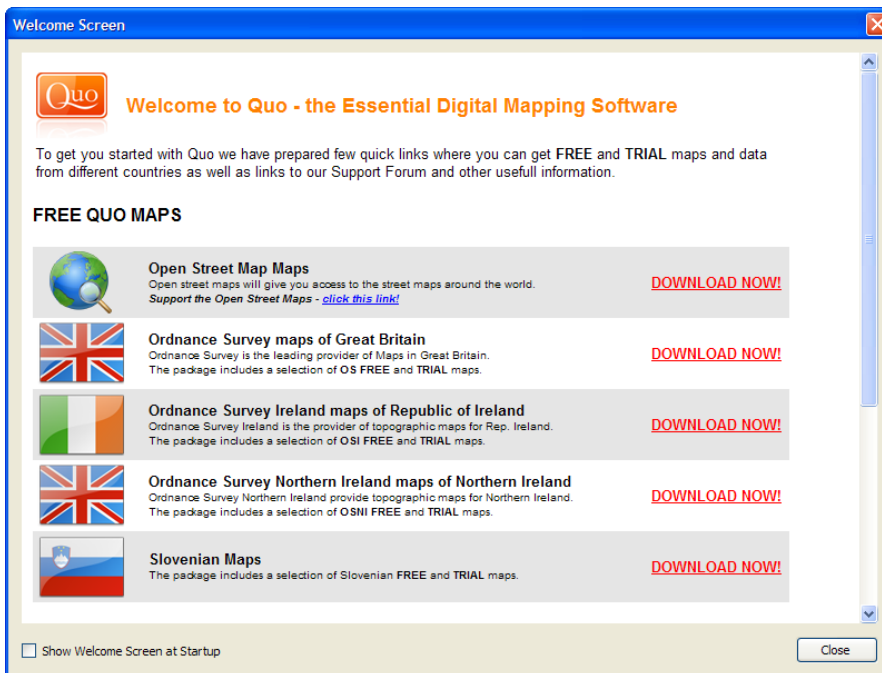 Welcome Screen
Quo
Welcome to Quo - the Essential Digital Mapping Software
To get you started with Quo we have prepared few quick links where you can get FREE and TRIAL maps and data
from different countries as well as links to our Support Forum and other usefull information.
FREE QUO MAPS
Open Street Map Maps
Open street maps will give you access to the street maps around the world.
Support the Open Street Maps - click this link!
DOWNLOAD NOW!
Ordnance Survey maps of Great Britain
Ordnance Survey is the leading provider of Maps in Great Britain.
The package includes a selection of OS FREE and TRIAL maps.
DOWNLOAD NOW!
Ordnance Survey Ireland maps of Republic of Ireland
Ordnance Survey Ireland is the provider of topographic maps for Rep. Ireland.
The package includes a selection of OSI FREE and TRIAL maps.
DOWNLOAD NOW!
Ordnance Survey Northern Ireland maps of Northern Ireland
Ordnance Survey Northern Ireland provide topographic maps for Northern Ireland.
The package includes a selection of OSNI FREE and TRIAL maps.
DOWNLOAD NOW!
Slovenian Maps
The package includes a selection of Slovenian FREE and TRIAL maps.
DOWNLOAD NOW!
Show Welcome Screen at Startup
Close